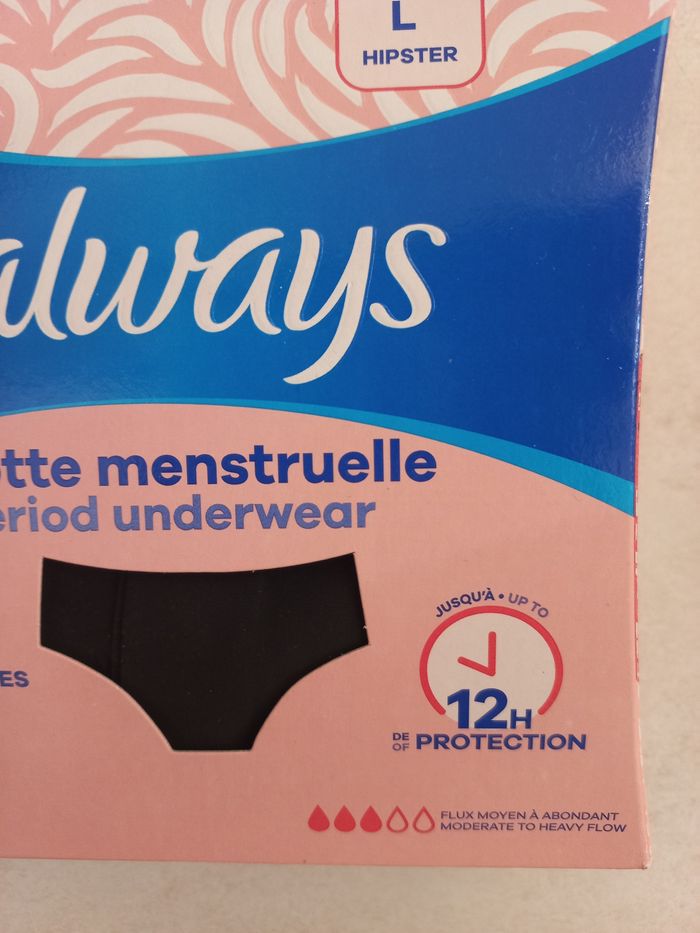 L
HIPSTER
always
tte menstruelle
eriod underwear
JUSQU'À • UP TO
ES
12H
DE
OF
PROTECTION
FLUX MOYEN À ABONDANT
MODERATE TO HEAVY FLOW